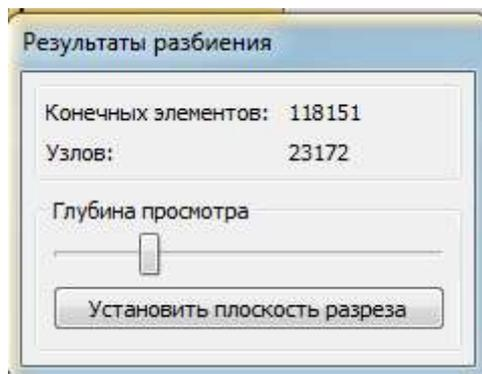 Результаты разбиения
Конечных элементов: 118151
Узлов: 23172
Глубина просмотра
Установить плоскость разреза